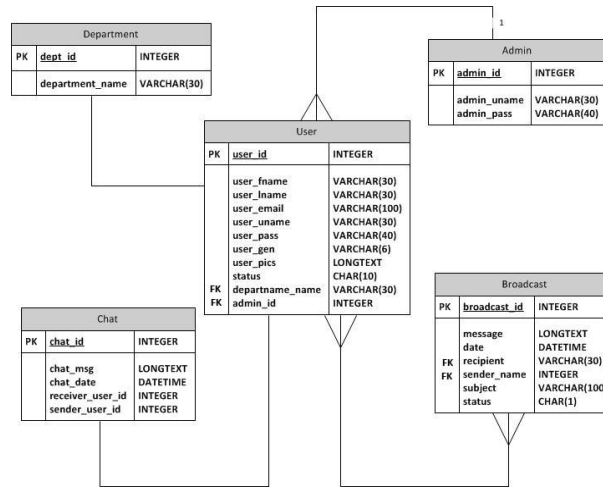 Department
PK dept_id INTEGER
department_name VARCHAR(30)
1
Admin
PK admin_id INTEGER
admin_uname VARCHAR(30)
admin_pass VARCHAR(40)
User
PK user_id INTEGER
user_fname VARCHAR(30)
user_lname VARCHAR(30)
user_email VARCHAR(100)
user_uname VARCHAR(30)
user_pass VARCHAR(40)
user_gen VARCHAR(6)
user_pics LONGTEXT
status CHAR(10)
FK departname_name VARCHAR(30)
FK admin_id INTEGER
Chat
PK chat_id INTEGER
chat_msg LONGTEXT
chat_date DATETIME
receiver_user_id INTEGER
sender_user_id INTEGER
Broadcast
PK broadcast_id INTEGER
message LONGTEXT
date DATETIME
FK recipient VARCHAR(30)
FK sender_name INTEGER
subject VARCHAR(100
status CHAR(1)